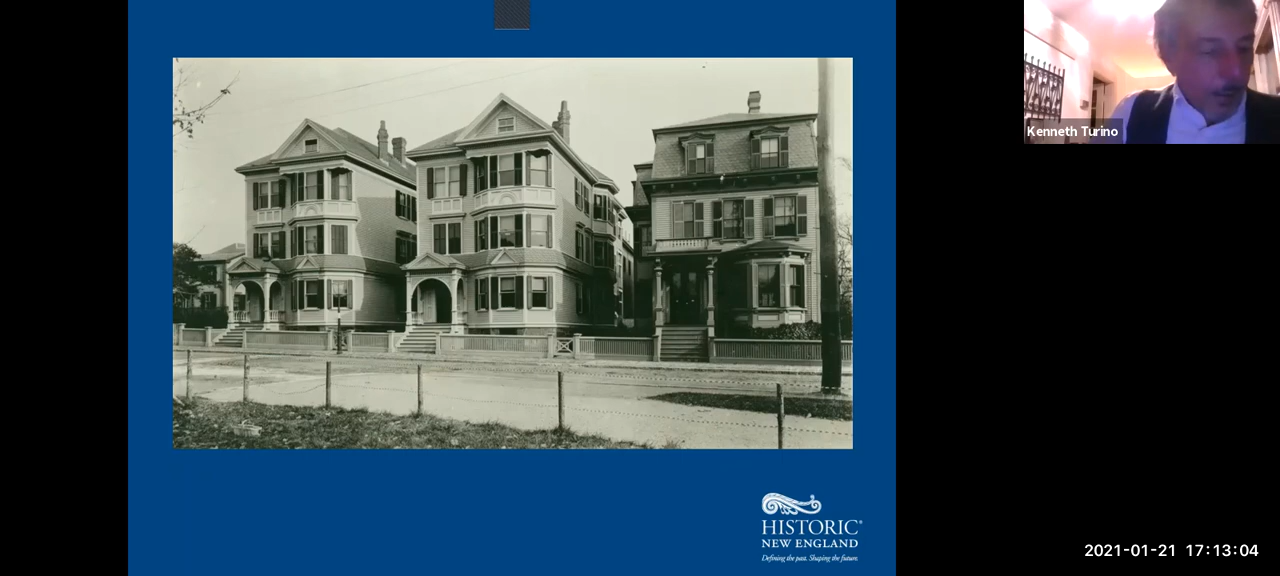 Kenneth Turino
HISTORIC®
NEW ENGLAND
Defining the past. Shaping the future.
2021-01-21 17:13:04